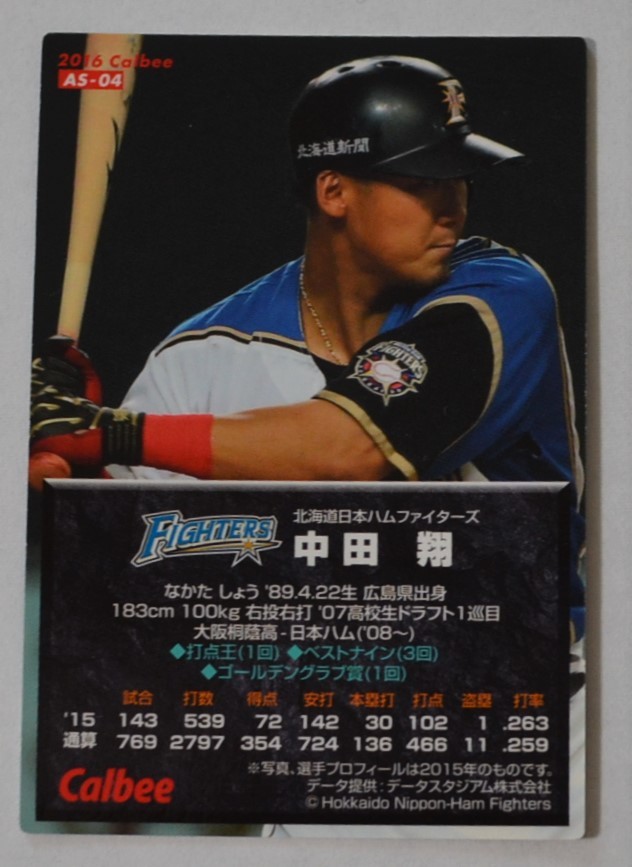 2016 Calbee
AS-04
北海道新聞
FIGHTERS
FIGHTERS
北海道日本ハムファイターズ
中田 翔
なかた しょう '89.4.22生 広島県出身
183cm 100kg 右投右打 '07高校生ドラフト1巡目
大阪桐蔭高-日本ハム('08〜)
◆打点王(1回) ◆ベストナイン(3回)
◆ゴールデングラブ賞(1回)
試合 打数 得点 安打 本塁打 打点 盗塁 打率
'15 143 539 72 142 30 102 1 .263
通算 769 2797 354 724 136 466 11 .259
※写真、選手プロフィールは2015年のものです。
データ提供:データスタジアム株式会社
© Hokkaido Nippon-Ham Fighters
Calbee